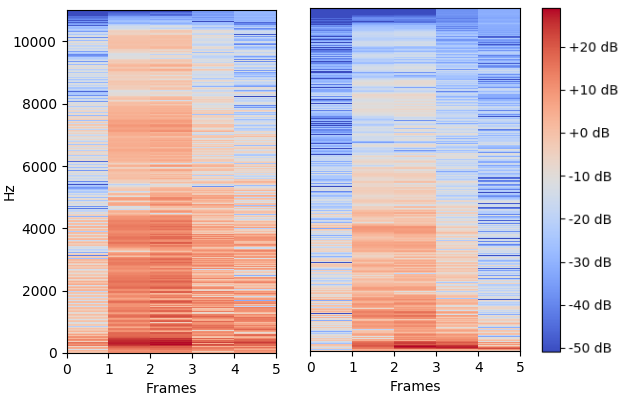 10000
8000
6000
4000
2000
0
Hz
0 1 2 3 4 5
Frames
0 1 2 3 4 5
Frames
+20 dB
+10 dB
+0 dB
-10 dB
-20 dB
-30 dB
-40 dB
-50 dB